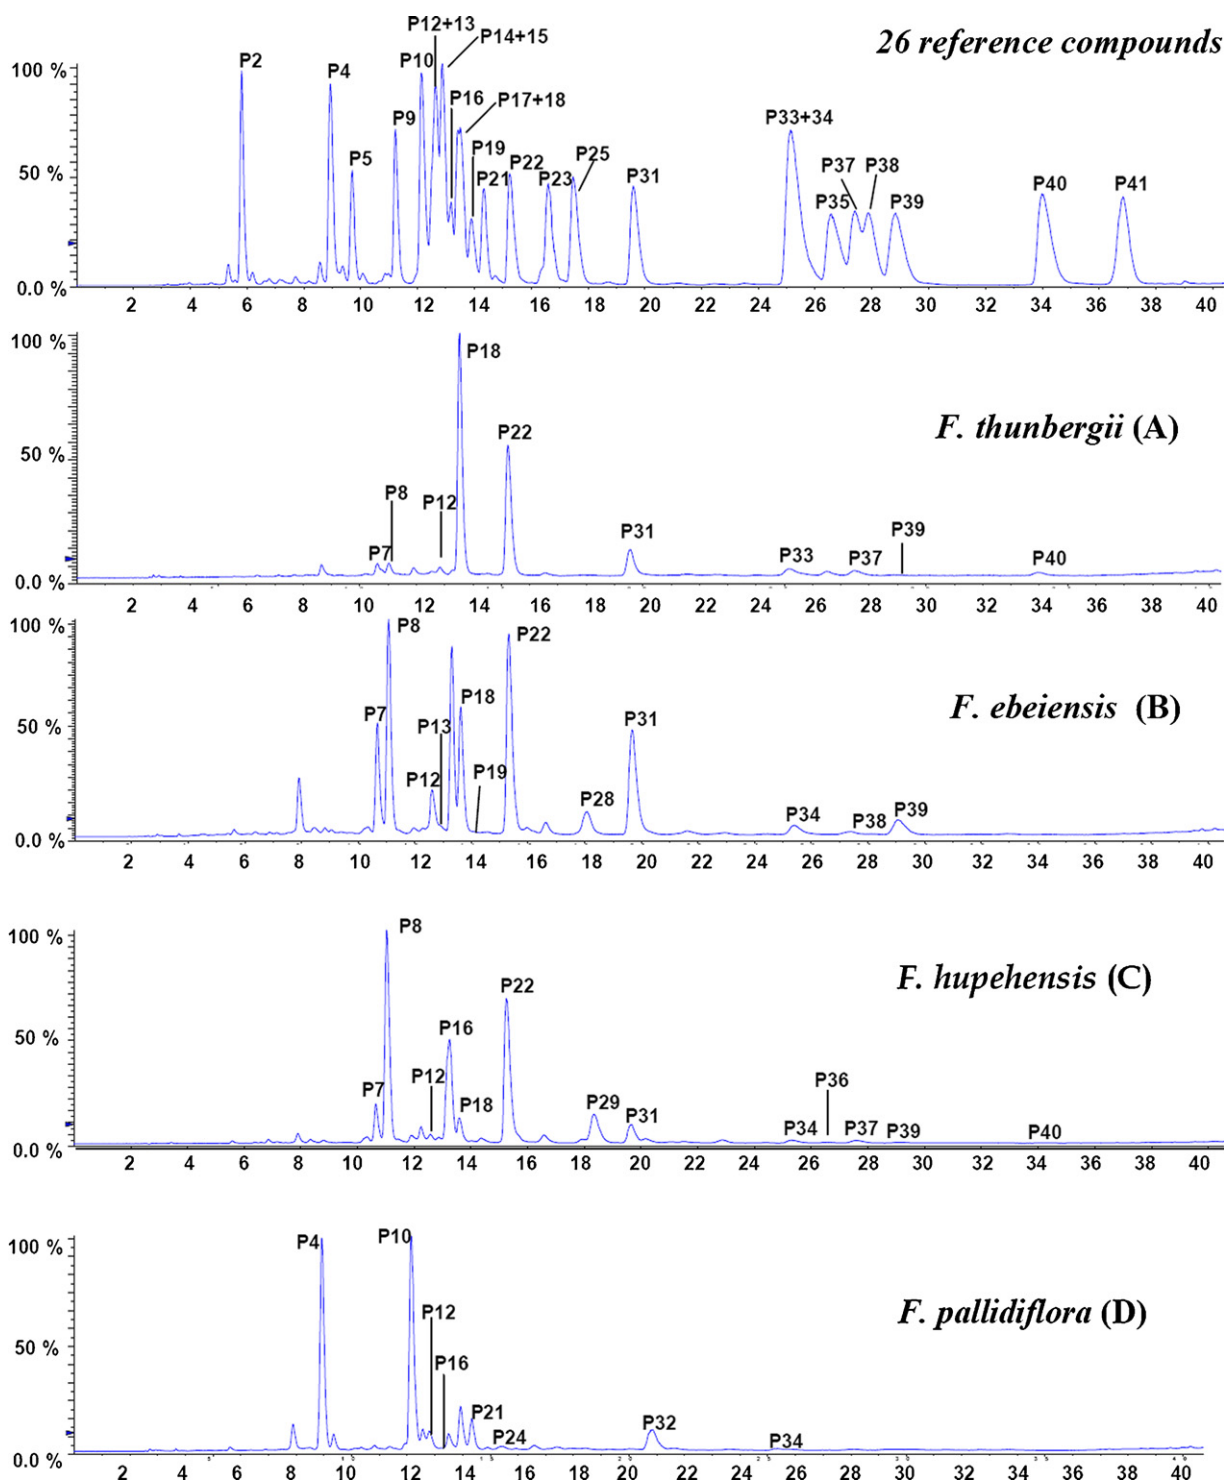 26 reference compounds
P12+13
P14+15
P2 P4 P10 P16 P17+18
100 %
P5 P9 P19 P21 P22 P23 P25 P31 P33+34 P37 P38 P35 P39 P40 P41
50 %
0.0 %
2 4 6 8 10 12 14 16 18 20 22 24 26 28 30 32 34 36 38 40
100 %
P18
F. thunbergii (A)
50 %
P22
P8 P12
P7 P31 P33 P37 P39 P40
0.0 %
2 4 6 8 10 12 14 16 18 20 22 24 26 28 30 32 34 36 38 40
100 %
P8 P22
P18
F. ebeiensis (B)
50 %
P7 P13 P31
P12 P19 P28 P34 P38 P39
0.0 %
2 4 6 8 10 12 14 16 18 20 22 24 26 28 30 32 34 36 38 40
P8
100 %
F. hupehensis (C)
P22
50 %
P16
P7 P12 P18 P29 P31 P34 P36 P37 P39 P40
0.0 %
2 4 6 8 10 12 14 16 18 20 22 24 26 28 30 32 34 36 38 40
P4 P10
100 %
F. pallidiflora (D)
P12
50 %
P16
P21 P24 P32 P34
0.0 %
2 4 6 8 10 12 14 16 18 20 22 24 26 28 30 32 34 36 38 40